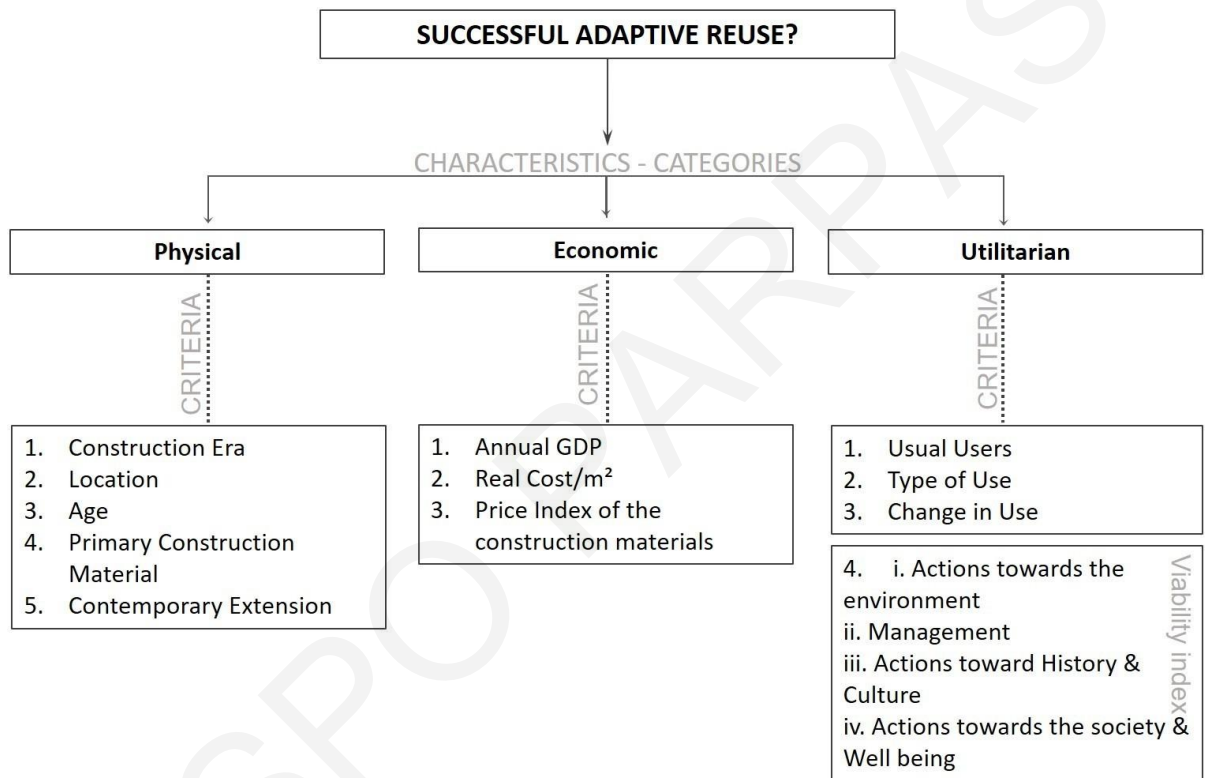 SUCCESSFUL ADAPTIVE REUSE?
CHARACTERISTICS - CATEGORIES
Physical
CRITERIA
1. Construction Era
2. Location
3. Age
4. Primary Construction
Material
5. Contemporary Extension
Economic
CRITERIA
1. Annual GDP
2. Real Cost/m²
3. Price Index of the
construction materials
Utilitarian
CRITERIA
1. Usual Users
2. Type of Use
3. Change in Use
4. i. Actions towards the
environment
ii. Management
iii. Actions toward History &
Culture
iv. Actions towards the society &
Well being
Viability index
SPO PARPAS